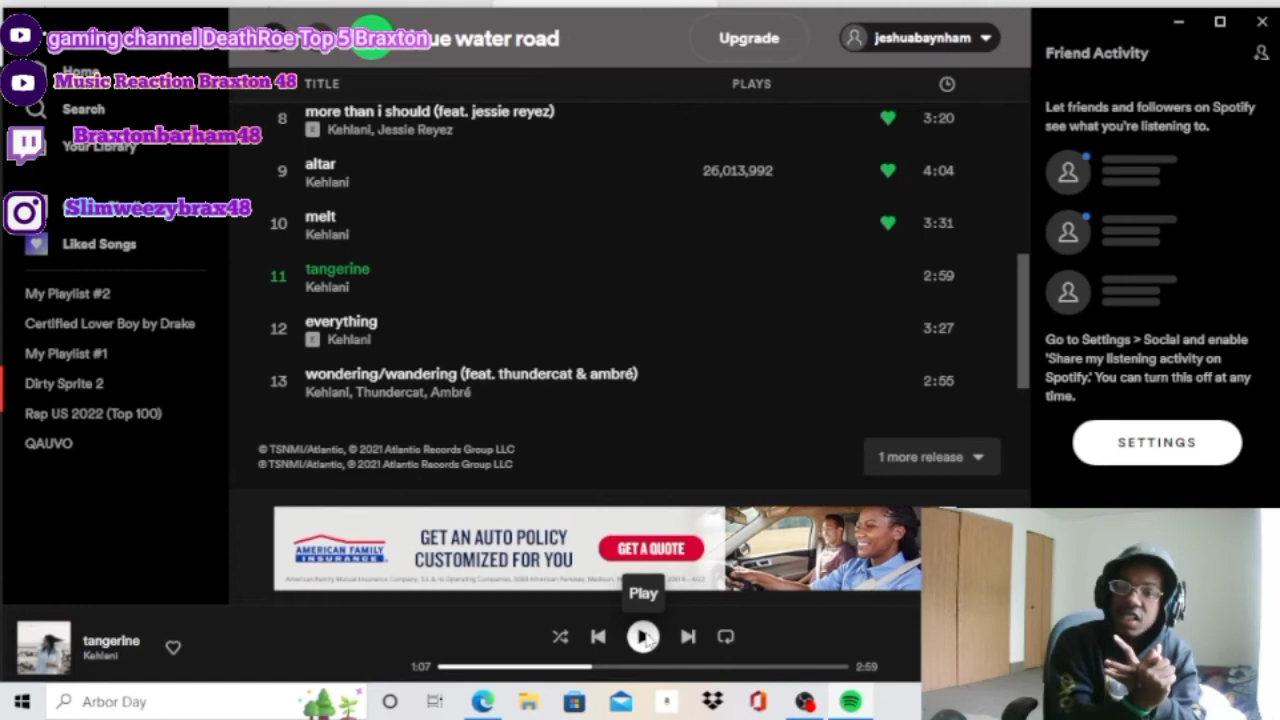 gaming channel DeathRoe Top 5 Braxton
ue water road
Upgrade
jeshuabaynham
Friend Activity
Home
Music Reaction Braxton 48
TITLE
PLAYS
Search
Braxtonbarham48
Your Library
Slimweezybrax48
Liked Songs
My Playlist #2
Certified Lover Boy by Drake
My Playlist #1
Dirty Sprite 2
Rap US 2022 (Top 100)
QAUVO
8
more than i should (feat. jessie reyez)
3:20
E
Kehlani, Jessie Reyez
9
altar
26,013,992
4:04
Kehlani
10
melt
3:31
Kehlani
11
tangerine
2:59
Kehlani
12
everything
3:27
E
Kehlani
13
wondering/wandering (feat. thundercat & ambré)
2:55
Kehlani, Thundercat, Ambré
© TSNMI/Atlantic, © 2021 Atlantic Records Group LLC
℗ TSNMI/Atlantic, ℗ 2021 Atlantic Records Group LLC
1 more release
Let friends and followers on Spotify
see what you're listening to.
Go to Settings > Social and enable
'Share my listening activity on
Spotify.' You can turn this off at any
time.
SETTINGS
AMERICAN FAMILY
INSURANCE
GET AN AUTO POLICY
CUSTOMIZED FOR YOU
GET A QUOTE
Play
tangerine
Kehlani
1:07
2:59
Arbor Day